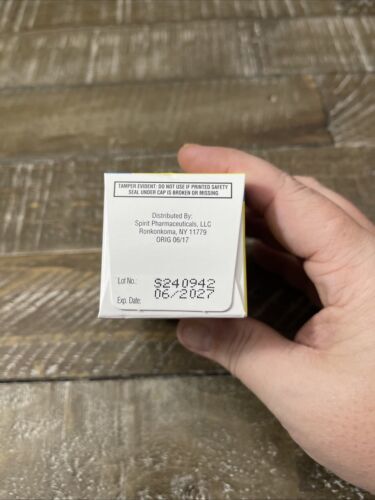 TAMPER EVIDENT: DO NOT USE IF PRINTED SAFETY
SEAL UNDER CAP IS BROKEN OR MISSING
Distributed By:
Spirit Pharmaceuticals, LLC
Ronkonkoma, NY 11779
ORIG 06/17
Lot No.: S240942
Exp. Date: 06/2027